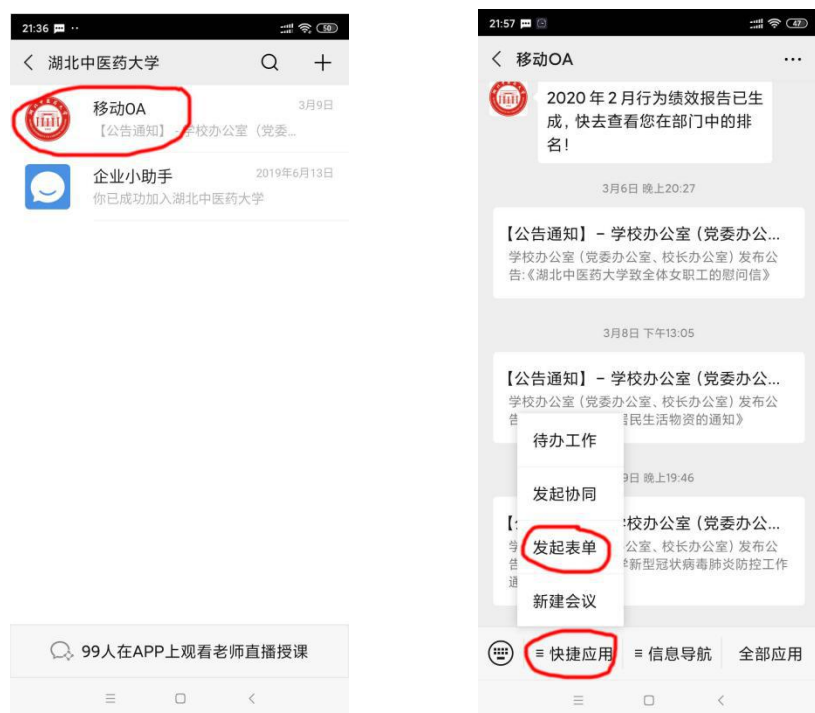 21:36
50
湖北中医药大学
移动OA
3月9日
【公告通知】 - 学校办公室（党委...
企业小助手
2019年6月13日
你已成功加入湖北中医药大学
99人在APP上观看老师直播授课
21:57
47
移动OA
2020年2月行为绩效报告已生
成，快去查看您在部门中的排
名！
3月6日 晚上20:27
【公告通知】 - 学校办公室（党委办公...
学校办公室（党委办公室、校长办公室）发布公
告:《湖北中医药大学致全体女职工的慰问信》
3月8日 下午13:05
【公告通知】 - 学校办公室（党委办公...
学校办公室（党委办公室、校长办公室）发布公
居民生活物资的通知》
待办工作
9日 晚上19:46
发起协同
校办公室（党委办公...
公室、校长办公室）发布公
发起表单
学新型冠状病毒肺炎防控工作
新建会议
快捷应用
信息导航
全部应用